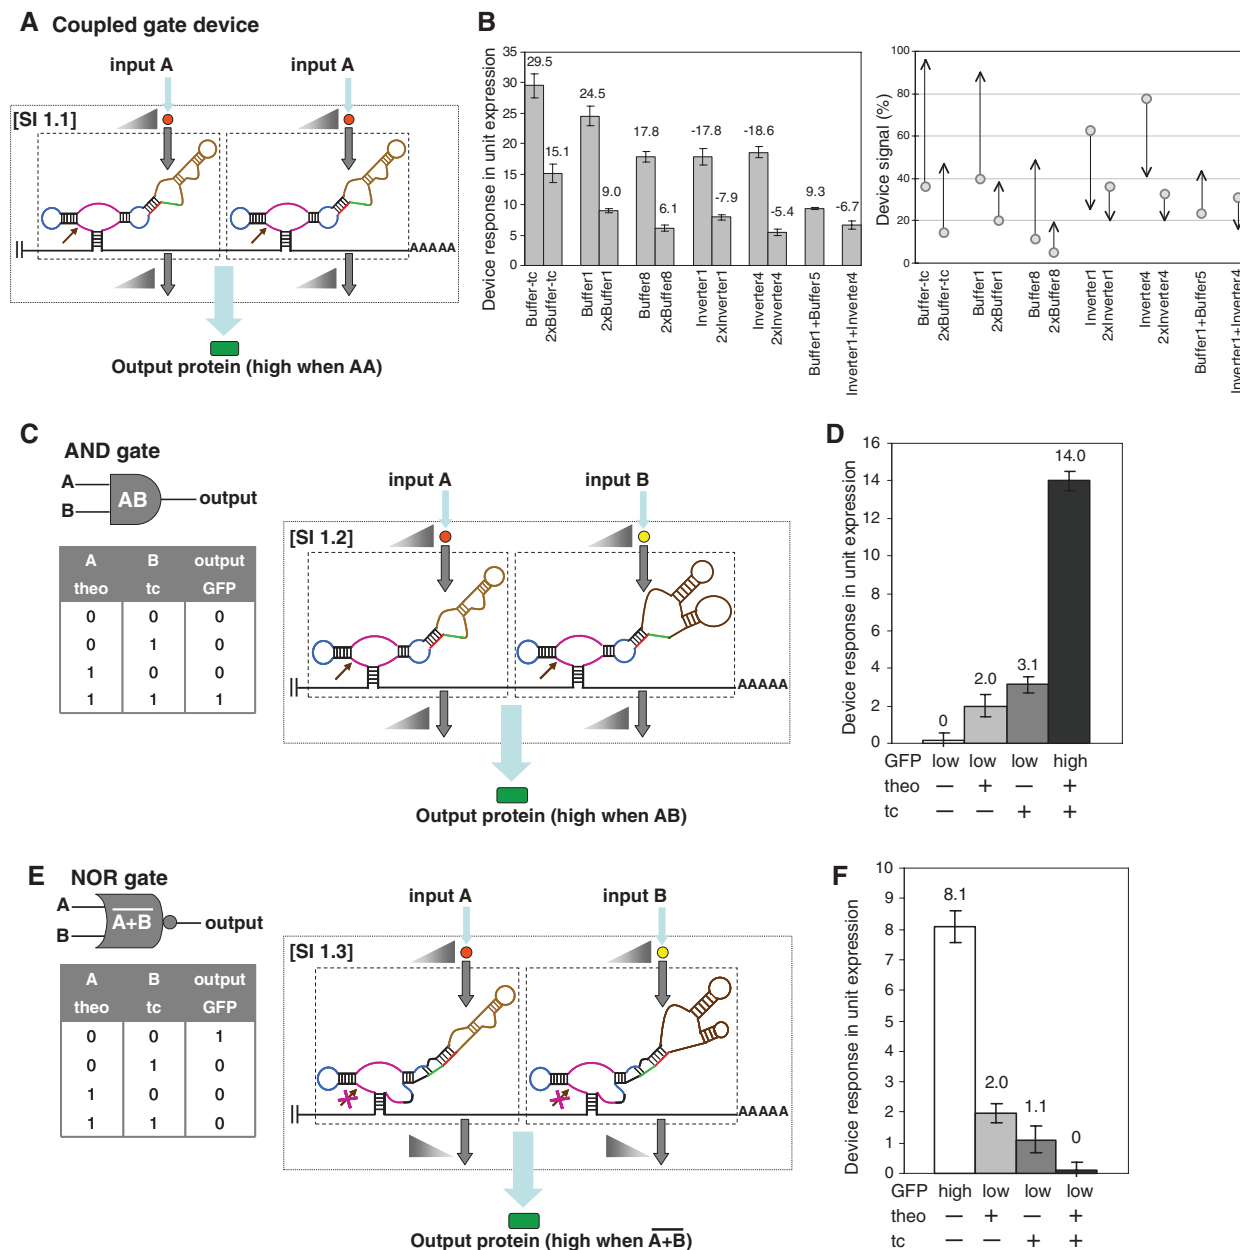 A Coupled gate device
input A
input A
[SI 1.1]
AAAAA
Output protein (high when AA)
B
Device response in unit expression
35
30
25
20
15
10
5
0
29.5
15.1
24.5
9.0
17.8
6.1
-17.8
-7.9
-18.6
-5.4
9.3
-6.7
Buffer-tc
2xBuffer-tc
Buffer1
2xBuffer1
Buffer8
2xBuffer8
Inverter1
2xInverter1
Inverter4
2xInverter4
Buffer1+Buffer5
Inverter1+Inverter4
Device signal (%)
100
80
60
40
20
0
Buffer-tc
2xBuffer-tc
Buffer1
2xBuffer1
Buffer8
2xBuffer8
Inverter1
2xInverter1
Inverter4
2xInverter4
Buffer1+Buffer5
Inverter1+Inverter4
C
AND gate
A
B
AB
output
A B output
theo tc GFP
0 0 0
0 1 0
1 0 0
1 1 1
input A
input B
[SI 1.2]
AAAAA
Output protein (high when AB)
D
Device response in unit expression
16
14
12
10
8
6
4
2
0
0
2.0
3.1
14.0
GFP low low low high
theo — + — +
tc — — + +
E
NOR gate
A
B
A+B
output
A B output
theo tc GFP
0 0 1
0 1 0
1 0 0
1 1 0
input A
input B
[SI 1.3]
AAAAA
Output protein (high when A+B)
F
Device response in unit expression
10
9
8
7
6
5
4
3
2
1
0
8.1
2.0
1.1
0
GFP high low low low
theo — + — +
tc — — + +